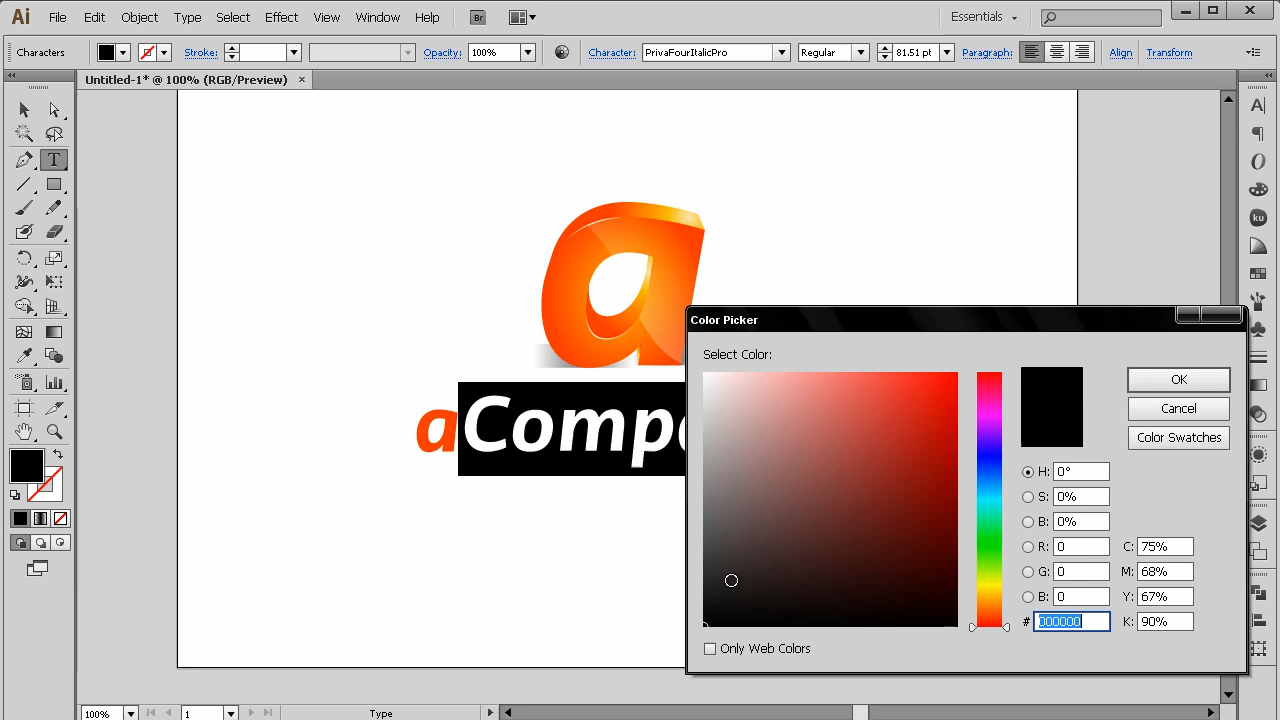 Ai File Edit Object Type Select Effect View Window Help Br Essentials
Characters Stroke: Opacity: 100% Character: PrivaFourItalicPro Regular 81.51 pt Paragraph: Align Transform
Untitled-1* @ 100% (RGB/Preview) ×
a
aCompa
Color Picker
Select Color:
OK
Cancel
Color Swatches
H: 0°
S: 0%
B: 0%
R: 0 C: 75%
G: 0 M: 68%
B: 0 Y: 67%
# 000000 K: 90%
Only Web Colors
100% 1 Type
T
A
ku